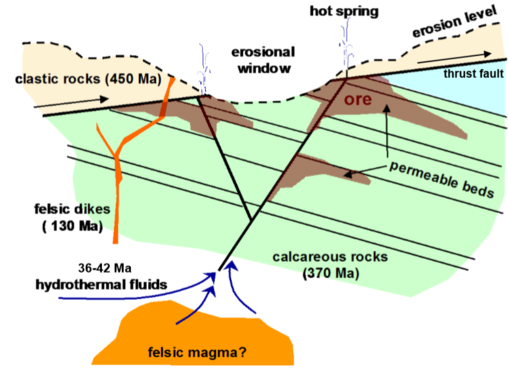 hot spring
erosion level
erosional
window
thrust fault
clastic rocks (450 Ma)
ore
permeable beds
felsic dikes
( 130 Ma)
calcareous rocks
(370 Ma)
36-42 Ma
hydrothermal fluids
felsic magma?